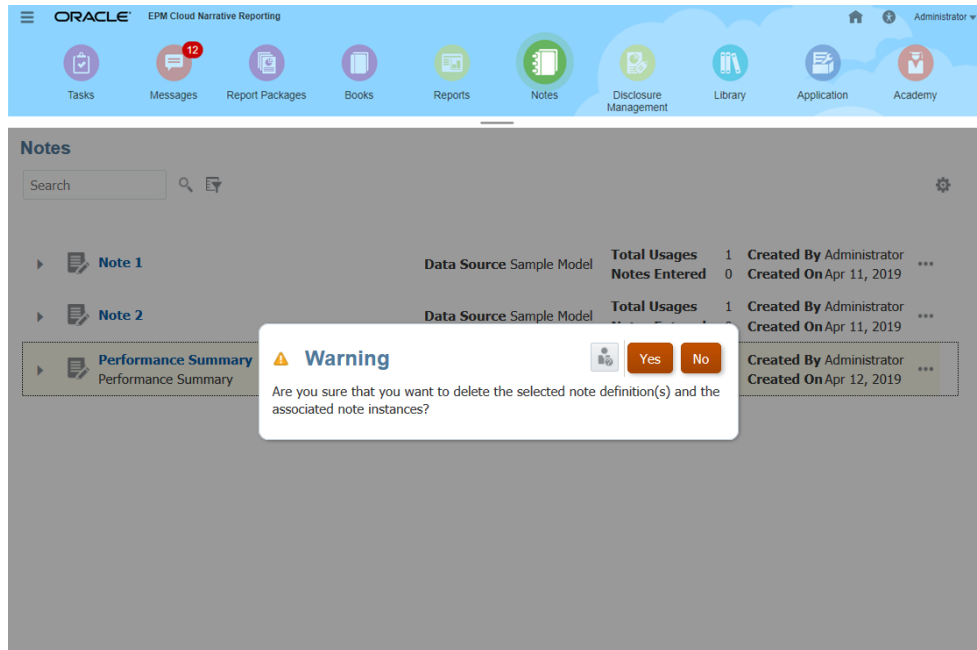 ORACLE® EPM Cloud Narrative Reporting Administrator
12
Tasks Messages Report Packages Books Reports Notes Disclosure Management Library Application Academy
Notes
Search
Note 1 Data Source Sample Model Total Usages 1 Created By Administrator
Notes Entered 0 Created On Apr 11, 2019
Note 2 Data Source Sample Model Total Usages 1 Created By Administrator
Created On Apr 11, 2019
Performance Summary Created By Administrator
Performance Summary Created On Apr 12, 2019
Warning Yes No
Are you sure that you want to delete the selected note definition(s) and the
associated note instances?